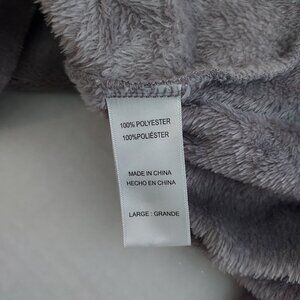 100% POLYESTER
100%POLIÉSTER
MADE IN CHINA
HECHO EN CHINA
LARGE : GRANDE